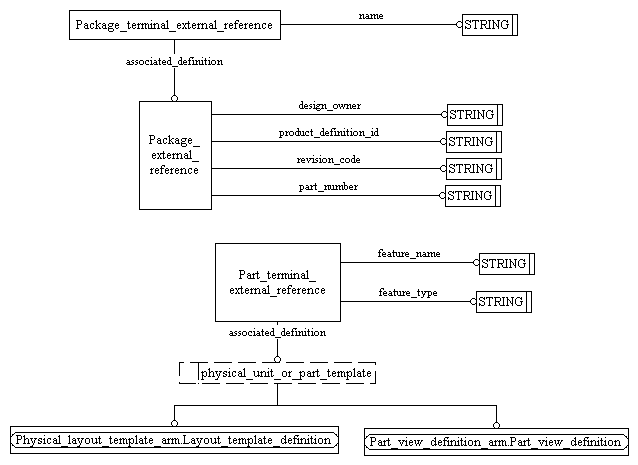 Package_terminal_external_reference
name
STRING
associated_definition
Package_
external_
reference
design_owner
STRING
product_definition_id
STRING
revision_code
STRING
part_number
STRING
Part_terminal_
external_reference
feature_name
STRING
feature_type
STRING
associated_definition
physical_unit_or_part_template
Physical_layout_template_arm.Layout_template_definition
Part_view_definition_arm.Part_view_definition